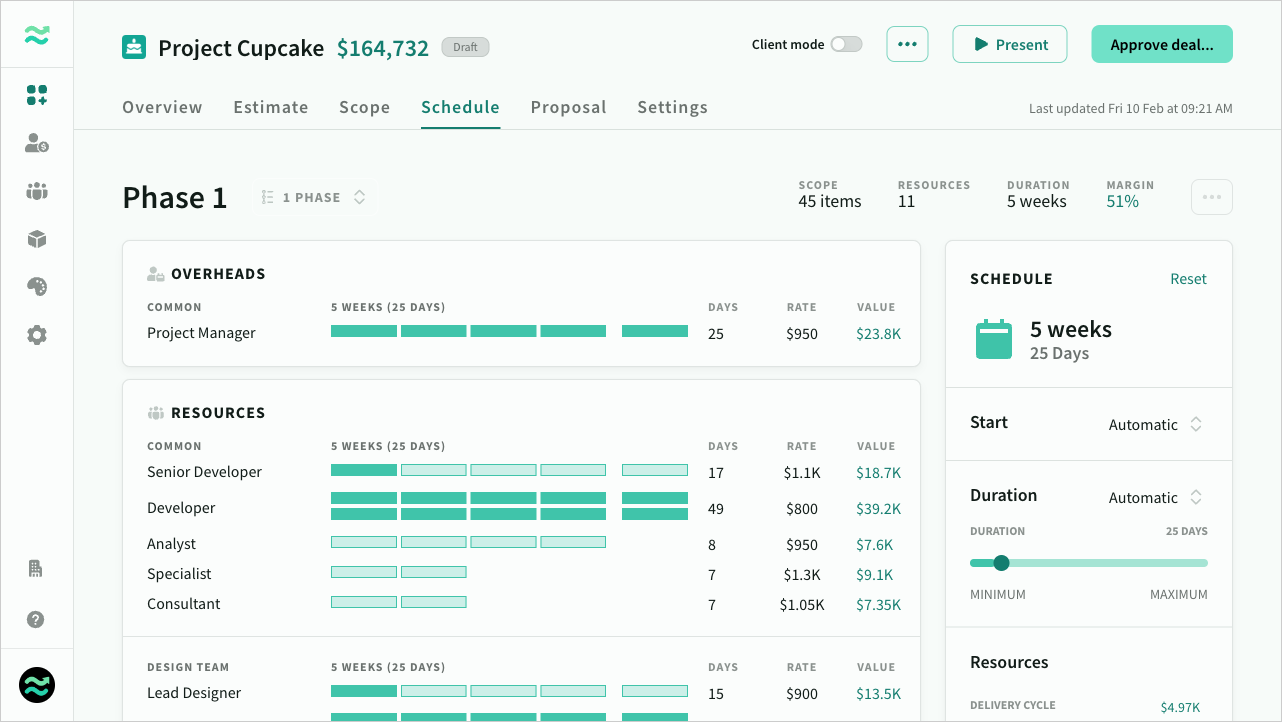 Project Cupcake $164,732 Draft
Client mode
Present
Approve deal...
Overview Estimate Scope Schedule Proposal Settings
Last updated Fri 10 Feb at 09:21 AM
Phase 1
1 PHASE
SCOPE RESOURCES DURATION MARGIN
45 items 11 5 weeks 51%
OVERHEADS
COMMON 5 WEEKS (25 DAYS) DAYS RATE VALUE
Project Manager 25 $950 $23.8K
RESOURCES
COMMON 5 WEEKS (25 DAYS) DAYS RATE VALUE
Senior Developer 17 $1.1K $18.7K
Developer 49 $800 $39.2K
Analyst 8 $950 $7.6K
Specialist 7 $1.3K $9.1K
Consultant 7 $1.05K $7.35K
DESIGN TEAM 5 WEEKS (25 DAYS) DAYS RATE VALUE
Lead Designer 15 $900 $13.5K
SCHEDULE Reset
5 weeks
25 Days
Start Automatic
Duration Automatic
DURATION 25 DAYS
MINIMUM MAXIMUM
Resources
DELIVERY CYCLE $4.97K